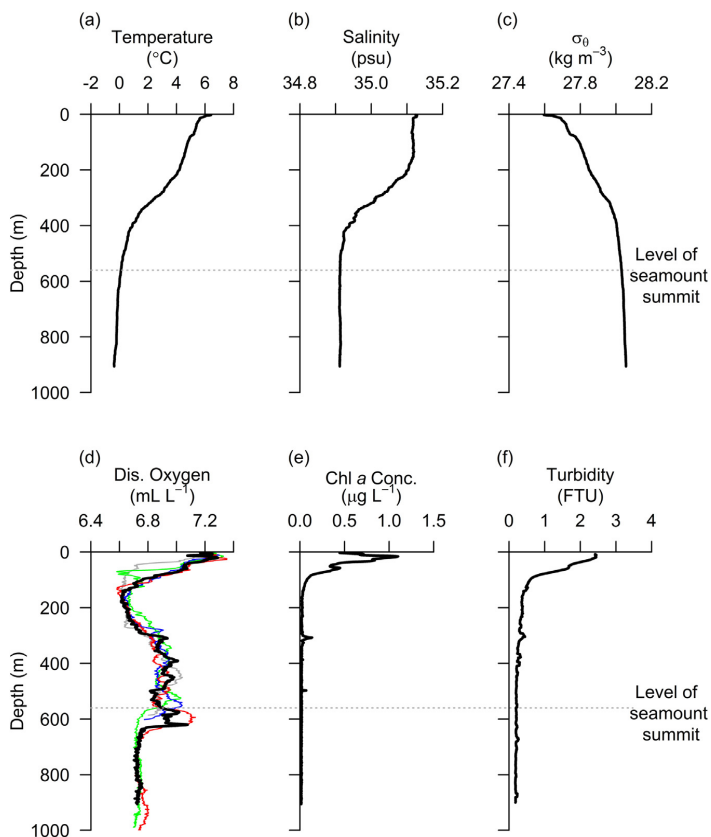 (a)
Temperature
(°C)
-2 0 2 4 6 8
(b)
Salinity
(psu)
34.8 35.0 35.2
(c)
σθ
(kg m−3)
27.4 27.8 28.2
0
200
400
600
800
1000
Depth (m)
Level of
seamount
summit
(d)
Dis. Oxygen
(mL L−1)
6.4 6.8 7.2
(e)
Chl a Conc.
(μg L−1)
0.0 0.5 1.0 1.5
(f)
Turbidity
(FTU)
0 1 2 3 4
0
200
400
600
800
1000
Depth (m)
Level of
seamount
summit